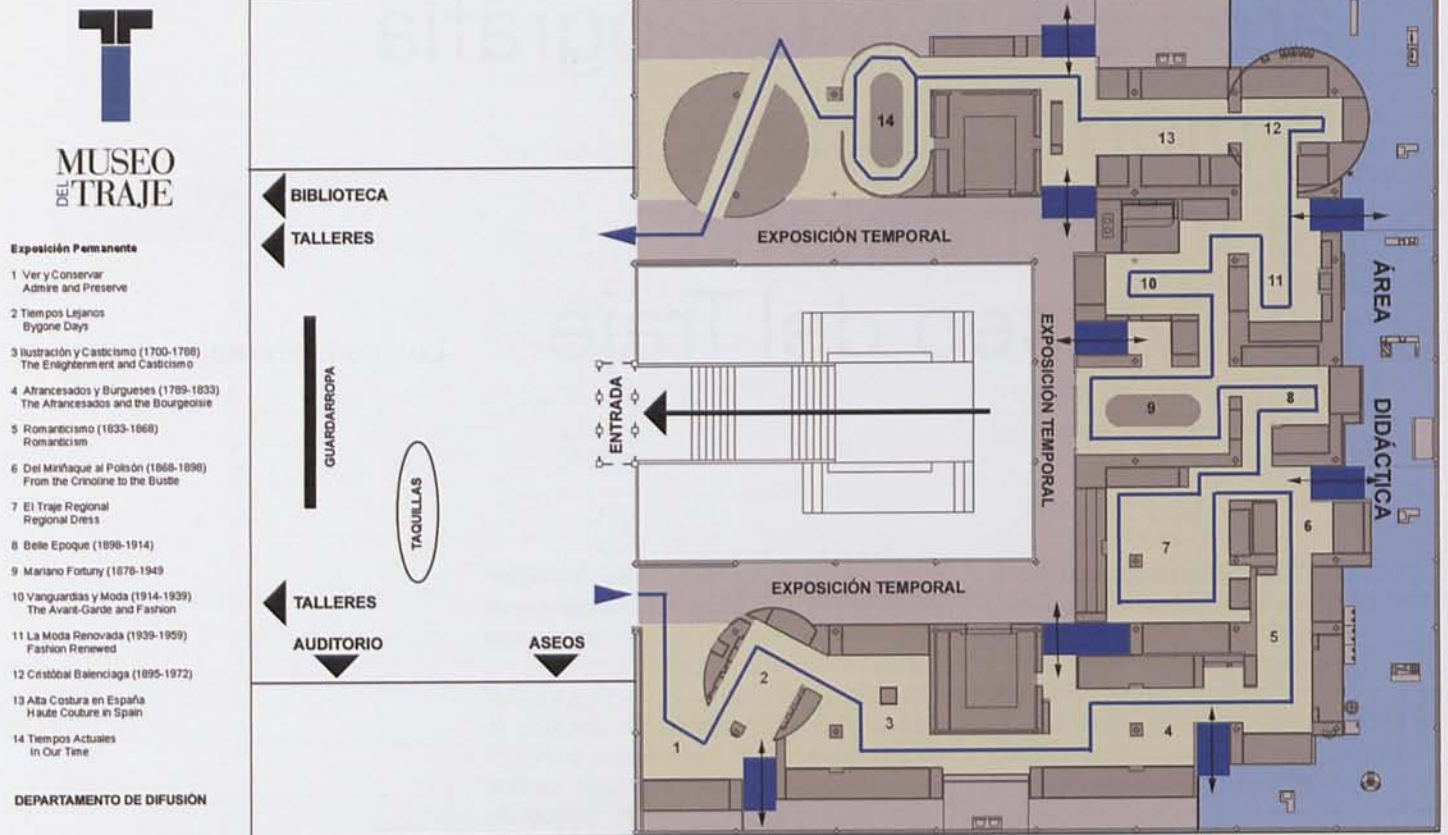 MUSEO
DEL TRAJE
Exposición Permanente
1 Ver y Conservar
Admire and Preserve
2 Tiempos Lejanos
Bygone Days
3 Ilustración y Casticismo (1700-1788)
The Enlightenment and Casticismo
4 Afrancesados y Burgueses (1789-1833)
The Afrancesados and the Bourgeoisie
5 Romanticismo (1833-1868)
Romanticism
6 Del Miriñaque al Polisón (1868-1898)
From the Crinoline to the Bustle
7 El Traje Regional
Regional Dress
8 Belle Epoque (1898-1914)
9 Mariano Fortuny (1878-1949
10 Vanguardias y Moda (1914-1939)
The Avant-Garde and Fashion
11 La Moda Renovada (1939-1959)
Fashion Renewed
12 Cristóbal Balenciaga (1895-1972)
13 Alta Costura en España
Haute Couture in Spain
14 Tiempos Actuales
In Our Time
DEPARTAMENTO DE DIFUSIÓN
BIBLIOTECA
TALLERES
GUARDARROPA
TAQUILLAS
TALLERES
AUDITORIO
ASEOS
ENTRADA
EXPOSICIÓN TEMPORAL
EXPOSICIÓN TEMPORAL
EXPOSICIÓN TEMPORAL
ÁREA DIDÁCTICA
14
13
12
11
10
9
8
7
6
5
4
3
2
1